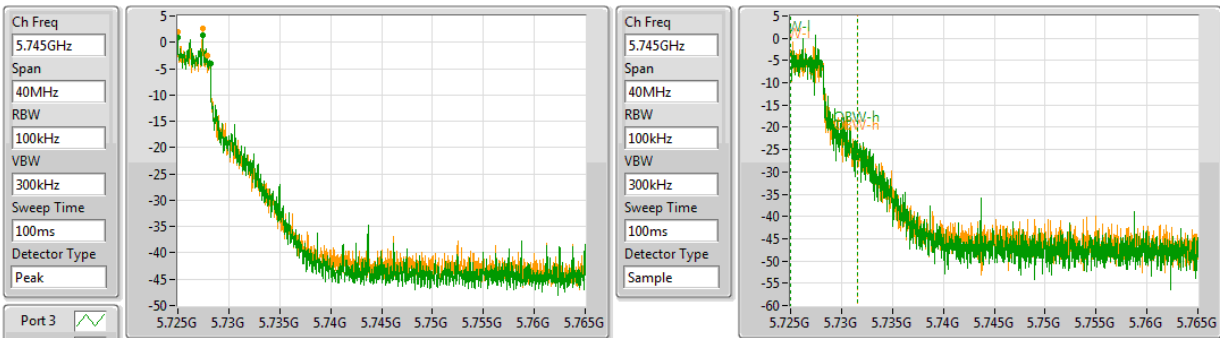 Ch Freq
5.745GHz
Span
40MHz
RBW
100kHz
VBW
300kHz
Sweep Time
100ms
Detector Type
Peak
Port 3
5
0
-5
-10
-15
-20
-25
-30
-35
-40
-45
-50
5.725G 5.73G 5.735G 5.74G 5.745G 5.75G 5.755G 5.76G 5.765G
Ch Freq
5.745GHz
Span
40MHz
RBW
100kHz
VBW
300kHz
Sweep Time
100ms
Detector Type
Sample
5
0
-5
-10
-15
-20
-25
-30
-35
-40
-45
-50
-55
-60
W-l
OBW-h
5.725G 5.73G 5.735G 5.74G 5.745G 5.75G 5.755G 5.76G 5.765G